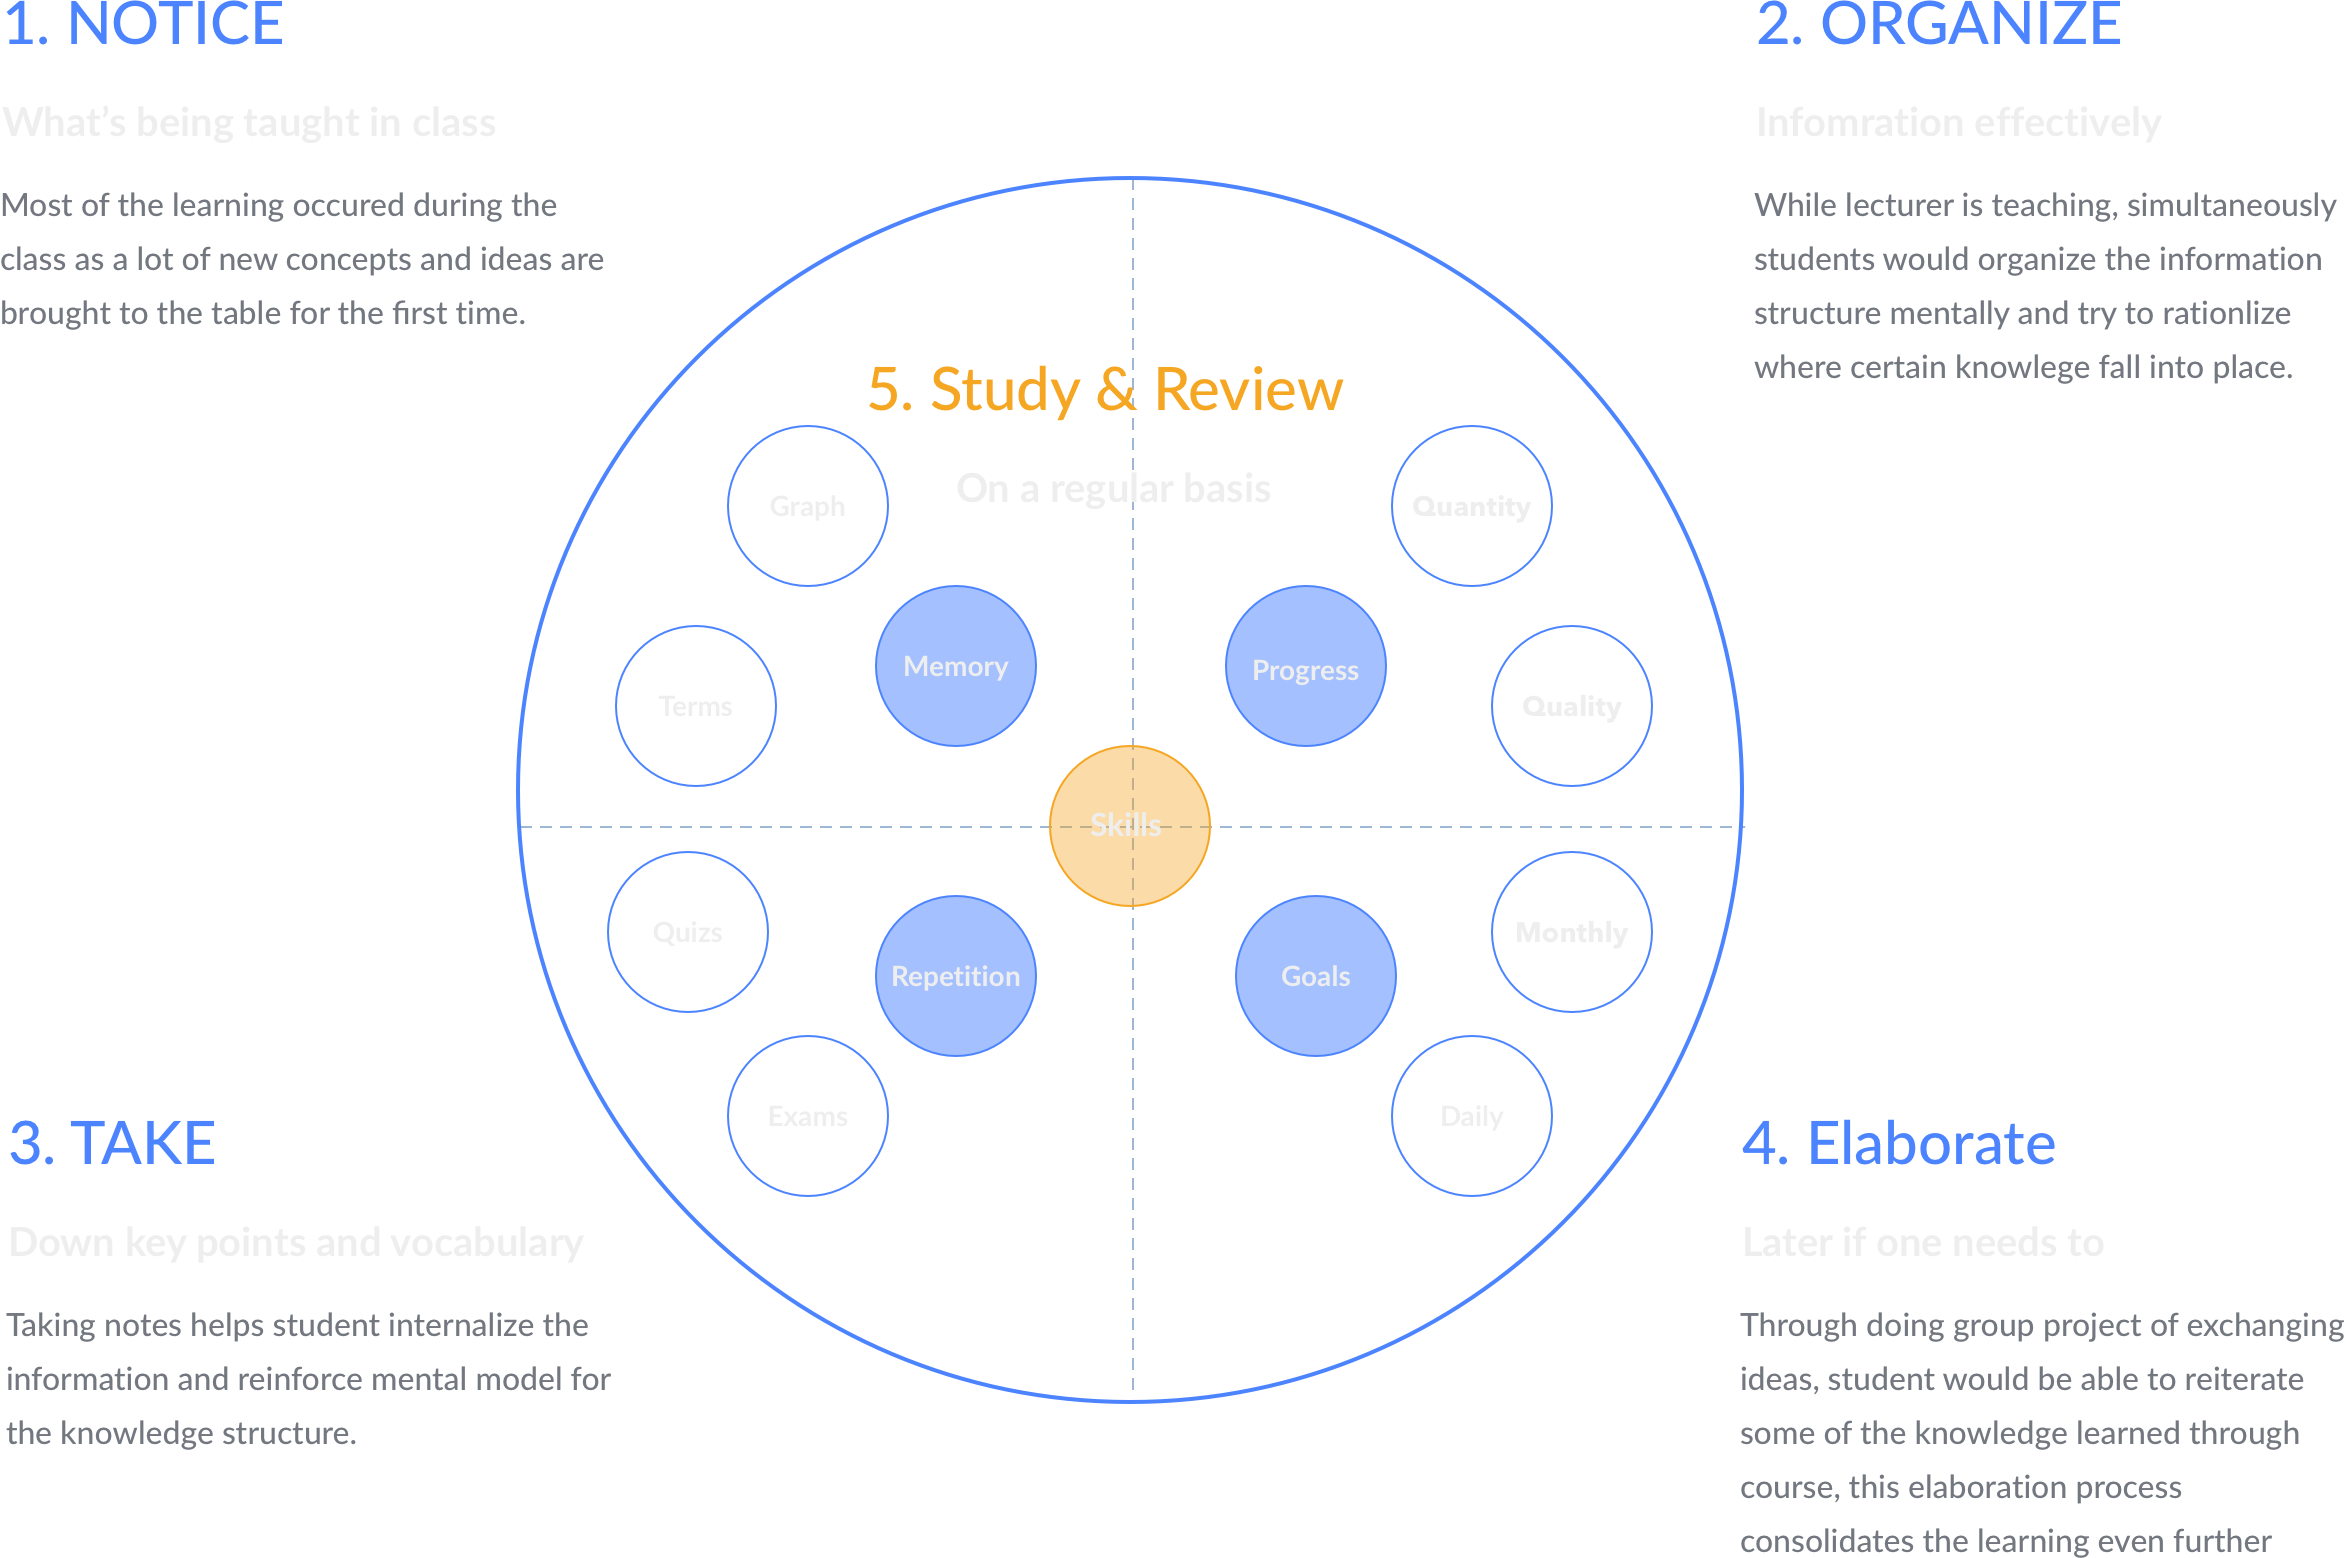 1. NOTICE
What's being taught in class
Most of the learning occured during the
class as a lot of new concepts and ideas are
brought to the table for the first time.
2. ORGANIZE
Infomration effectively
While lecturer is teaching, simultaneously
students would organize the information
structure mentally and try to rationlize
where certain knowlege fall into place.
5. Study & Review
On a regular basis
Graph
Quantity
Memory
Progress
Terms
Quality
Skills
Quizs
Monthly
Repetition
Goals
Exams
Daily
3. TAKE
Down key points and vocabulary
Taking notes helps student internalize the
information and reinforce mental model for
the knowledge structure.
4. Elaborate
Later if one needs to
Through doing group project of exchanging
ideas, student would be able to reiterate
some of the knowledge learned through
course, this elaboration process
consolidates the learning even further